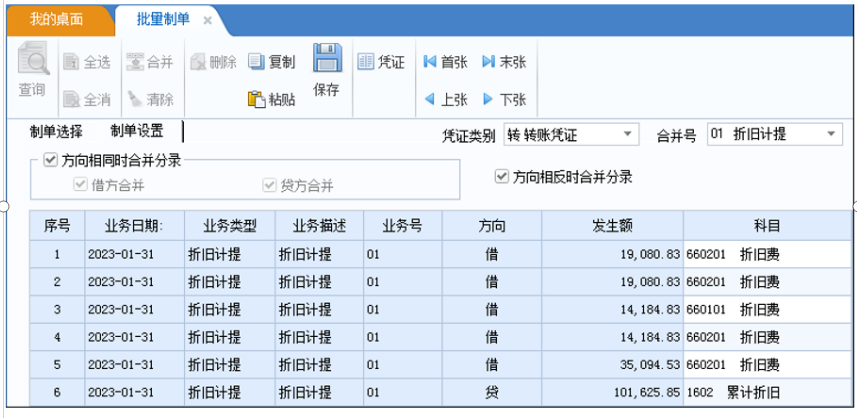 我的桌面 批量制单
全选 合并 删除 复制 凭证 首张 末张
查询 保存
全消 清除 粘贴 上张 下张
制单选择 制单设置 凭证类别 转 转账凭证 合并号 01 折旧计提
方向相同时合并分录
借方合并 贷方合并 方向相反时合并分录
序号 业务日期: 业务类型 业务描述 业务号 方向 发生额 科目
1 2023-01-31 折旧计提 折旧计提 01 借 19,080.83 660201 折旧费
2 2023-01-31 折旧计提 折旧计提 01 借 19,080.83 660201 折旧费
3 2023-01-31 折旧计提 折旧计提 01 借 14,184.83 660101 折旧费
4 2023-01-31 折旧计提 折旧计提 01 借 14,184.83 660101 折旧费
5 2023-01-31 折旧计提 折旧计提 01 借 35,094.53 660201 折旧费
6 2023-01-31 折旧计提 折旧计提 01 贷 101,625.85 1602 累计折旧